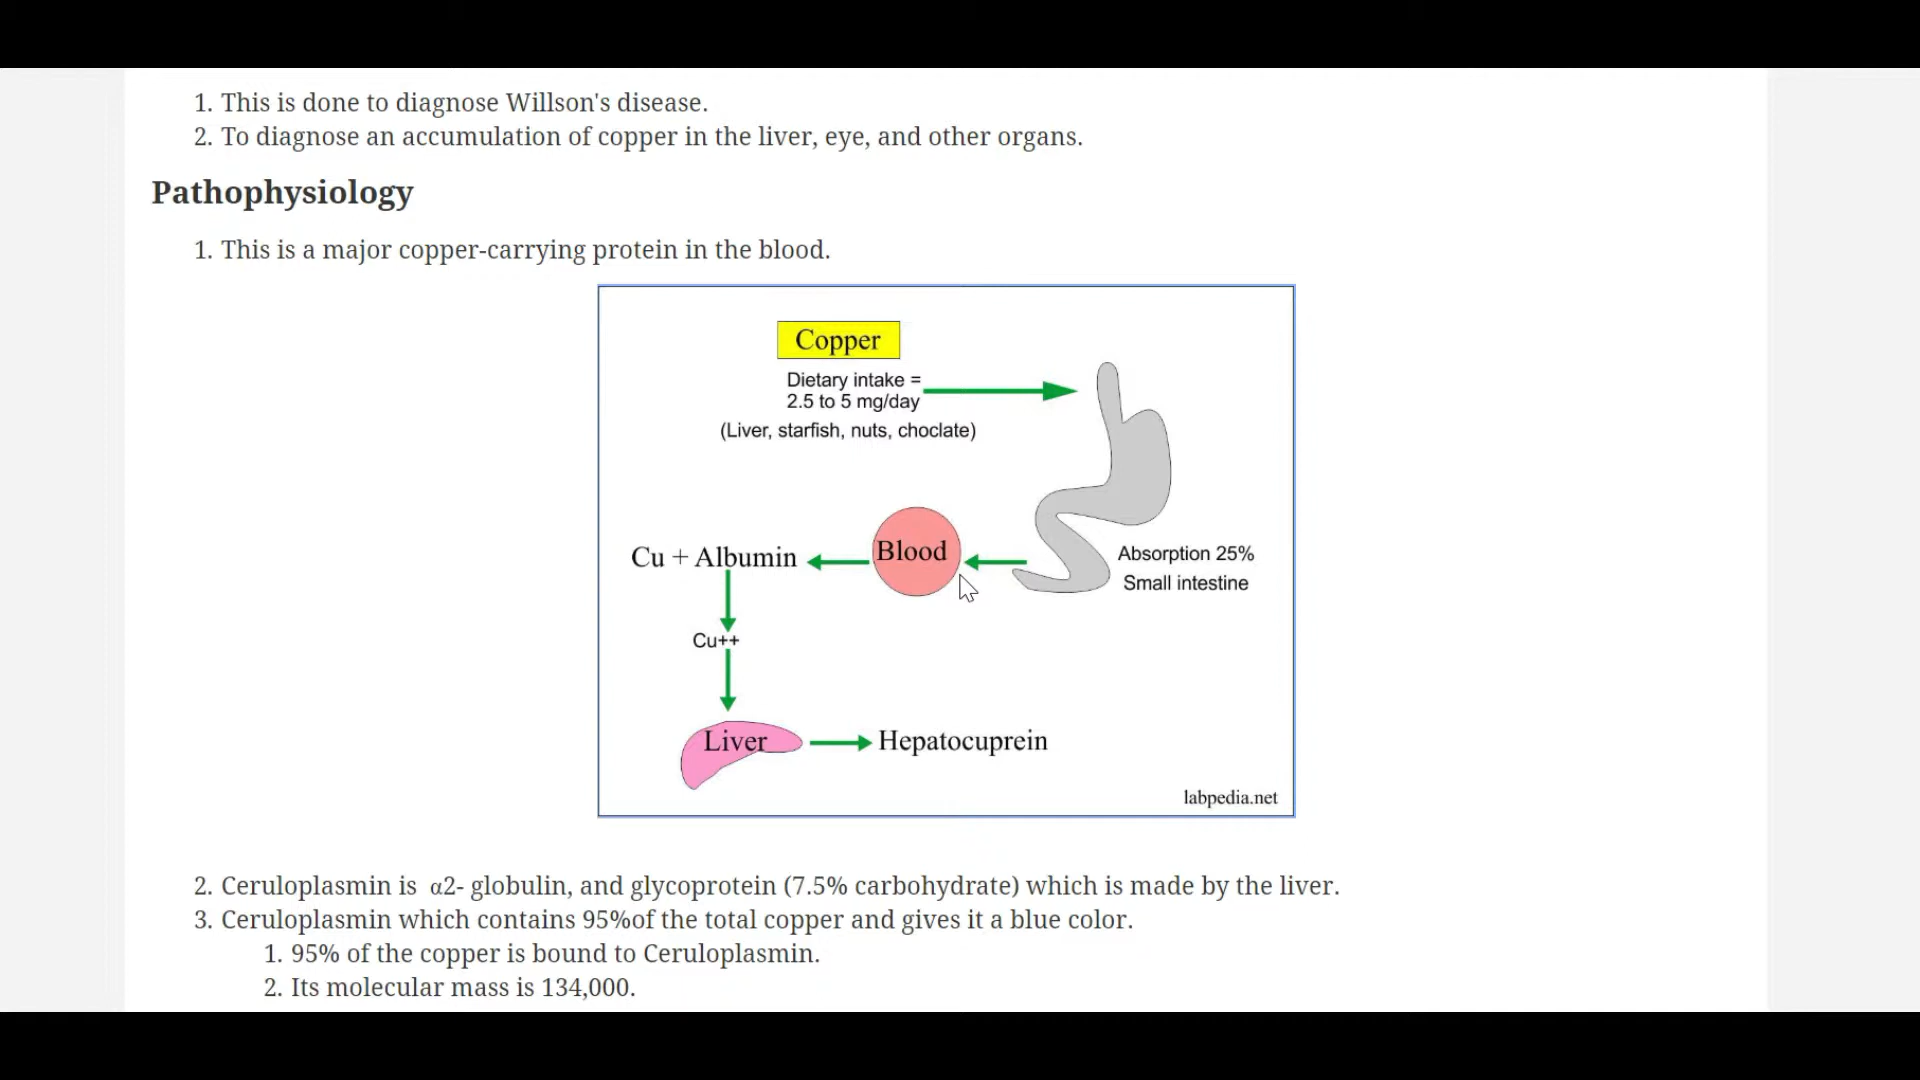 1. This is done to diagnose Willson's disease.
2. To diagnose an accumulation of copper in the liver, eye, and other organs.
Pathophysiology
1. This is a major copper-carrying protein in the blood.
Copper
Dietary intake =
2.5 to 5 mg/day
(Liver, starfish, nuts, choclate)
Cu + Albumin
Blood
Absorption 25%
Small intestine
Cu++
Liver
Hepatocuprein
labpedia.net
2. Ceruloplasmin is α2- globulin, and glycoprotein (7.5% carbohydrate) which is made by the liver.
3. Ceruloplasmin which contains 95%of the total copper and gives it a blue color.
1. 95% of the copper is bound to Ceruloplasmin.
2. Its molecular mass is 134,000.